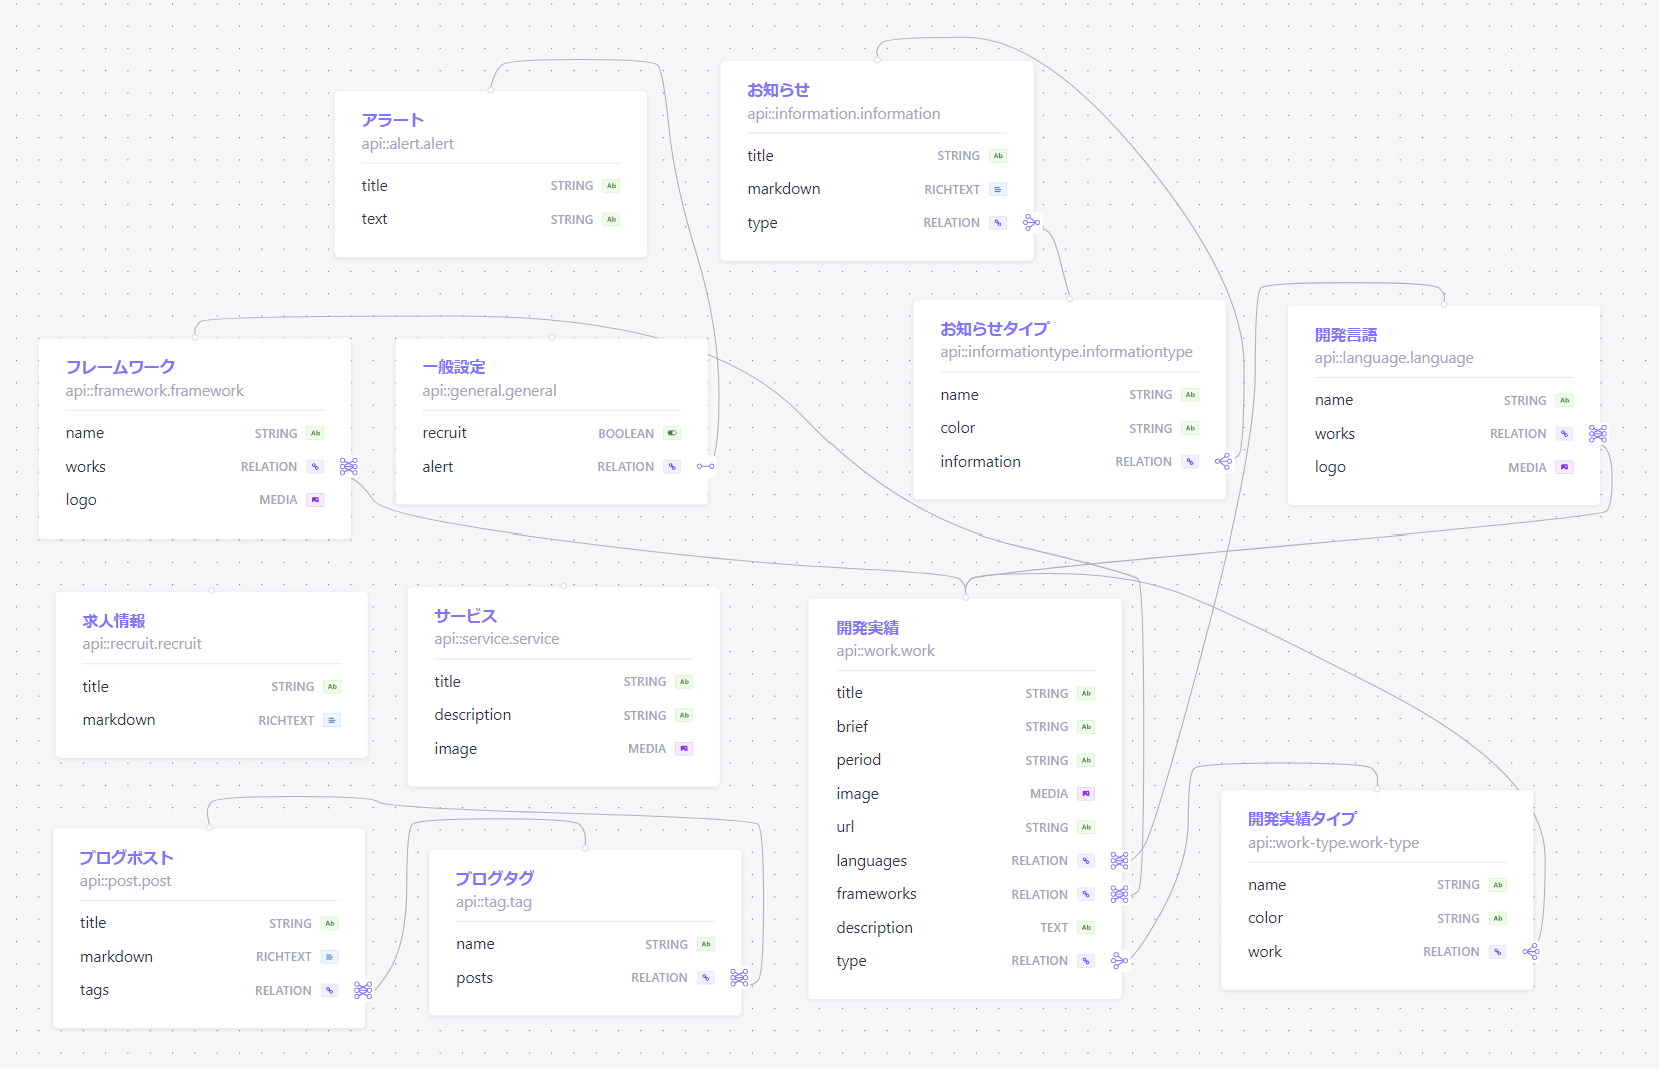 アラート
api::alert.alert
title STRING Ab
text STRING Ab
お知らせ
api::information.information
title STRING Ab
markdown RICHTEXT
type RELATION
フレームワーク
api::framework.framework
name STRING Ab
works RELATION
logo MEDIA
一般設定
api::general.general
recruit BOOLEAN
alert RELATION
お知らせタイプ
api::informationtype.informationtype
name STRING Ab
color STRING Ab
information RELATION
開発言語
api::language.language
name STRING Ab
works RELATION
logo MEDIA
求人情報
api::recruit.recruit
title STRING Ab
markdown RICHTEXT
サービス
api::service.service
title STRING Ab
description STRING Ab
image MEDIA
開発実績
api::work.work
title STRING Ab
brief STRING Ab
period STRING Ab
image MEDIA
url STRING Ab
languages RELATION
frameworks RELATION
description TEXT Ab
type RELATION
ブログポスト
api::post.post
title STRING Ab
markdown RICHTEXT
tags RELATION
ブログタグ
api::tag.tag
name STRING Ab
posts RELATION
開発実績タイプ
api::work-type.work-type
name STRING Ab
color STRING Ab
work RELATION